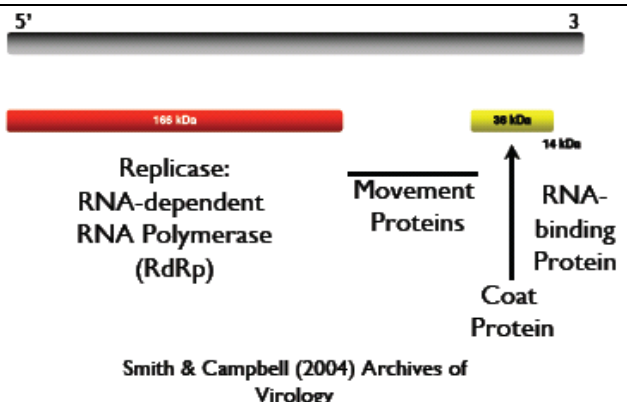 5’
3
166 kDa
36 kDa
14 kDa
Replicase:
RNA-dependent
RNA Polymerase
(RdRp)
Movement
Proteins
RNA-
binding
Protein
Coat
Protein
Smith & Campbell (2004) Archives of
Virology